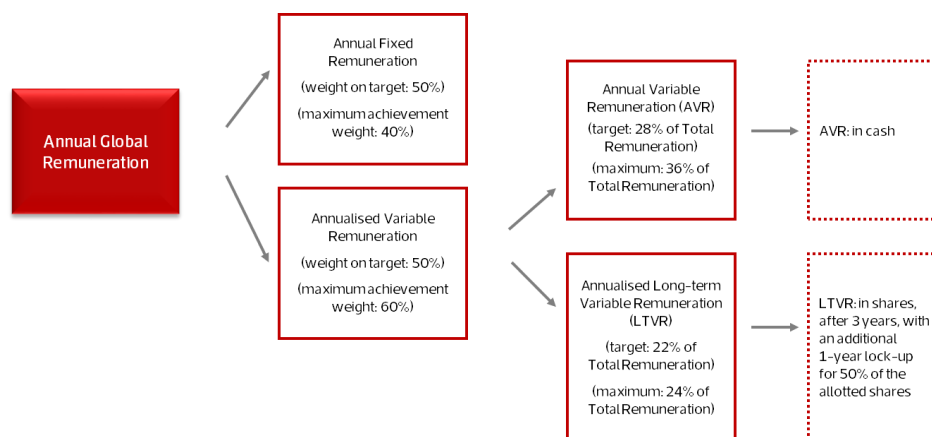 Annual Global
Remuneration
Annual Fixed
Remuneration
(weight on target: 50%)
(maximum achievement
weight: 40%)
Annualised Variable
Remuneration
(weight on target: 50%)
(maximum achievement
weight: 60%)
Annual Variable
Remuneration (AVR)
(target: 28% of Total
Remuneration)
(maximum: 36% of
Total Remuneration)
Annualised Long-term
Variable Remuneration
(LTVR)
(target: 22% of
Total Remuneration)
(maximum: 24% of
Total Remuneration)
AVR: in cash
LTVR: in shares,
after 3 years, with
an additional
1-year lock-up
for 50% of the
allotted shares